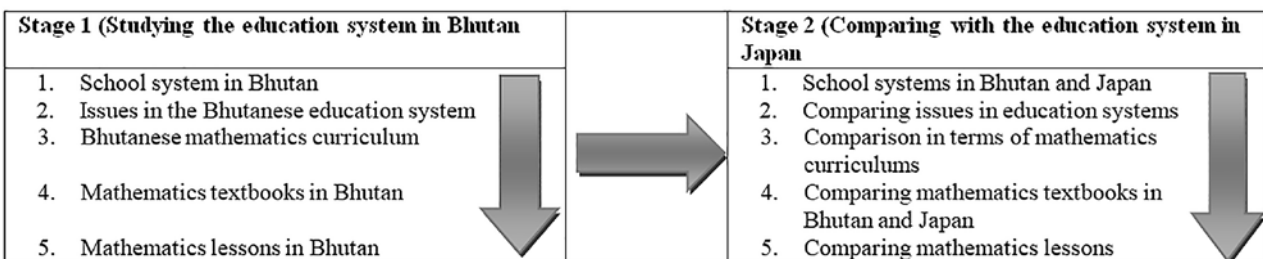 Stage 1 (Studying the education system in Bhutan
1. School system in Bhutan
2. Issues in the Bhutanese education system
3. Bhutanese mathematics curriculum
4. Mathematics textbooks in Bhutan
5. Mathematics lessons in Bhutan
Stage 2 (Comparing with the education system in
Japan
1. School systems in Bhutan and Japan
2. Comparing issues in education systems
3. Comparison in terms of mathematics
curriculums
4. Comparing mathematics textbooks in
Bhutan and Japan
5. Comparing mathematics lessons